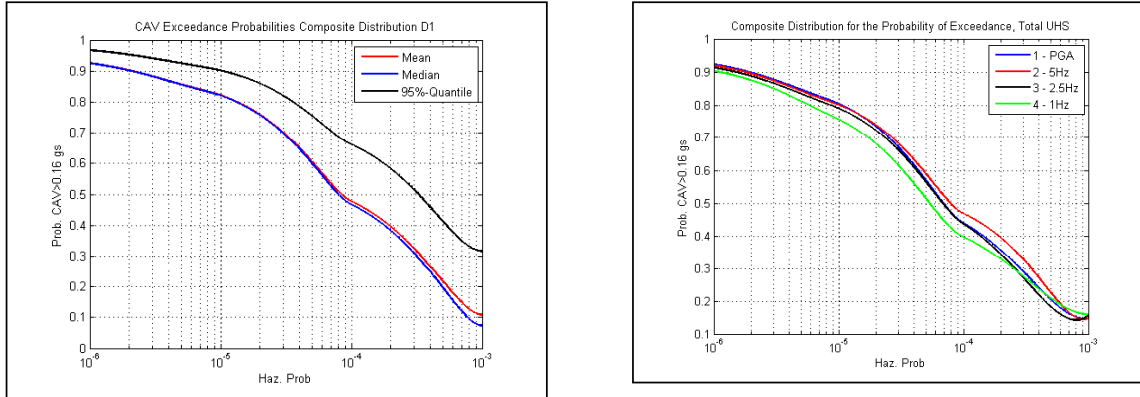 CAV Exceedance Probabilities Composite Distribution D1
Prob. CAV>0.16 gs
1
0.9
0.8
0.7
0.6
0.5
0.4
0.3
0.2
0.1
0
Mean
Median
95%-Quantile
10^-6
10^-5
10^-4
10^-3
Haz. Prob
Composite Distribution for the Probability of Exceedance, Total UHS
Prob. CAV>0.16 gs
1
0.9
0.8
0.7
0.6
0.5
0.4
0.3
0.2
0.1
1 - PGA
2 - 5Hz
3 - 2.5Hz
4 - 1Hz
10^-6
10^-5
10^-4
10^-3
Haz. Prob